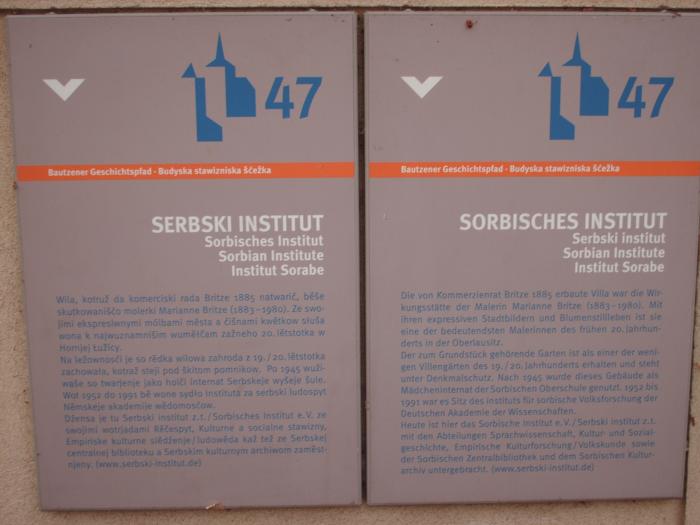 47
Bautzener Geschichtspfad - Budyska stawizniska šćežka
SERBSKI INSTITUT
Sorbisches Institut
Sorbian Institute
Institut Sorabe
Wila, kotruž da komerciski rada Britze 1885 natwarić, běše
skutkowanišćo molerki Marianne Britze (1883–1980). Ze swo-
jimi ekspresiwnymi mólbami města a čišnami kwětkow słuša
wona k najwuznamnišim wumělčam zažneho 20. lětstotka w
Hornjej Łužicy.
Na ležownosći je so rědka wilowa zahroda z 19./20. lětstotka
zachowała, kotraž steji pod škitom pomnikow. Po 1945 wuži-
waše so twarjenje jako holči internat Serbskeje wyšeje šule.
Wot 1952 do 1991 bě wone sydło Instituta za serbski ludospyt
Němskeje akademije wědomosćow.
Džensa je tu Serbski institut z.t./Sorbisches Institut e.V. ze
swojimi wotrjadami Rěčespyt, Kulturne a socialne stawizny,
Empiriske kulturne slědźenje/ludowěda kaž tež ze Serbskej
centralnej biblioteku a Serbskim kulturnym archiwom zaměst-
njeny. (www.serbski-institut.de)
47
Bautzener Geschichtspfad - Budyska stawizniska šćežka
SORBISCHES INSTITUT
Serbski institut
Sorbian Institute
Institut Sorabe
Die von Kommerzienrat Britze 1885 erbaute Villa war die Wir-
kungsstätte der Malerin Marianne Britze (1883–1980). Mit
ihren expressiven Stadtbildern und Blumenstillleben ist sie
eine der bedeutendsten Malerinnen des frühen 20. Jahrhun-
derts in der Oberlausitz.
Der zum Grundstück gehörende Garten ist als einer der weni-
gen Villengärten des 19./20. Jahrhunderts erhalten und steht
unter Denkmalschutz. Nach 1945 wurde dieses Gebäude als
Mädcheninternat der Sorbischen Oberschule genutzt. 1952 bis
1991 war es Sitz des Instituts für sorbische Volksforschung der
Deutschen Akademie der Wissenschaften.
Heute ist hier das Sorbische Institut e.V./Serbski institut z.t.
mit den Abteilungen Sprachwissenschaft, Kultur- und Sozial-
geschichte, Empirische Kulturforschung/Volkskunde sowie
der Sorbischen Zentralbibliothek und dem Sorbischen Kultur-
archiv untergebracht. (www.serbski-institut.de)